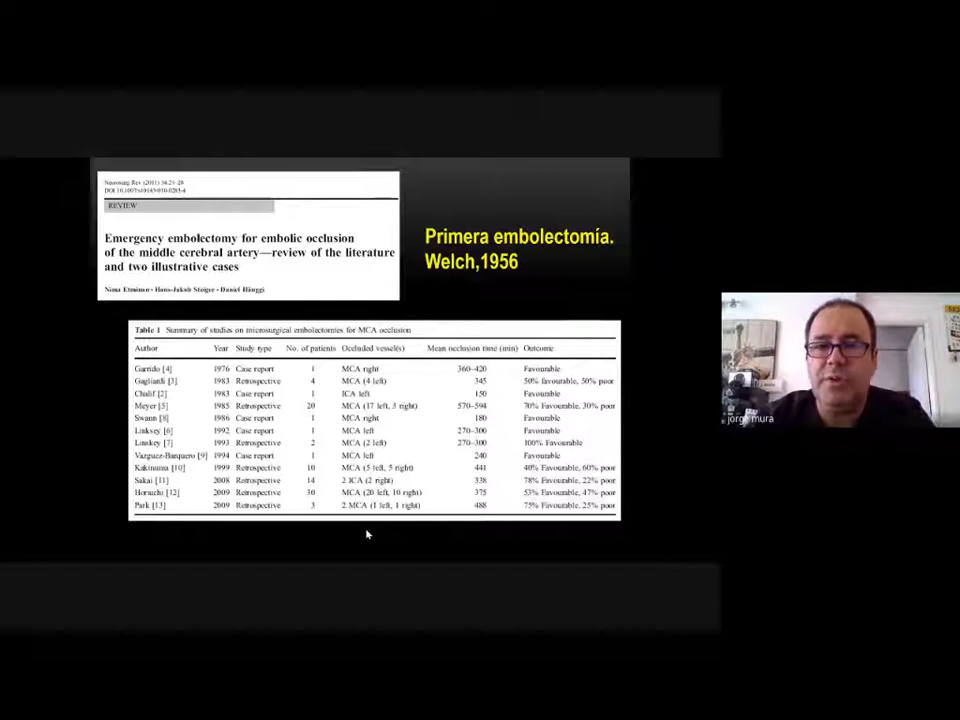 Neurosurg Rev (2011) 34:21–28
REVIEW
Emergency embolectomy for embolic occlusion
of the middle cerebral artery—review of the literature
and two illustrative cases
Nima Etminan · Hans-Jakob Steiger · Daniel Hänggi
Primera embolectomía.
Welch,1956
Table 1 Summary of studies on microsurgical embolectomies for MCA occlusion
Author Year Study type No. of patients Occluded vessel(s) Mean occlusion time (min) Outcome
Garrido [4] 1976 Case report 1 MCA right 360–420 Favourable
Gagliardi [3] 1983 Retrospective 4 MCA (4 left) 345 50% favourable, 50% poor
Chalif [2] 1983 Case report 1 ICA left 150 Favourable
Meyer [5] 1985 Retrospective 20 MCA (17 left, 3 right) 570–594 70% Favourable, 30% poor
Swann [8] 1986 Case report 1 MCA right 180 Favourable
Linksey [6] 1992 Case report 1 MCA left 270–300 Favourable
Linskey [7] 1993 Retrospective 2 MCA (2 left) 270–300 100% Favourable
Vazguez-Barquero [9] 1994 Case report 1 MCA left 240 Favourable
Kakinuma [10] 1999 Retrospective 10 MCA (5 left, 5 right) 441 40% Favourable, 60% poor
Sakai [11] 2008 Retrospective 14 2 ICA (2 right) 338 78% Favourable, 22% poor
Horiuchi [12] 2009 Retrospective 30 MCA (20 left, 10 right) 375 53% Favourable, 47% poor
Park [13] 2009 Retrospective 3 2 MCA (1 left, 1 right) 488 75% Favourable, 25% poor
jorge mura